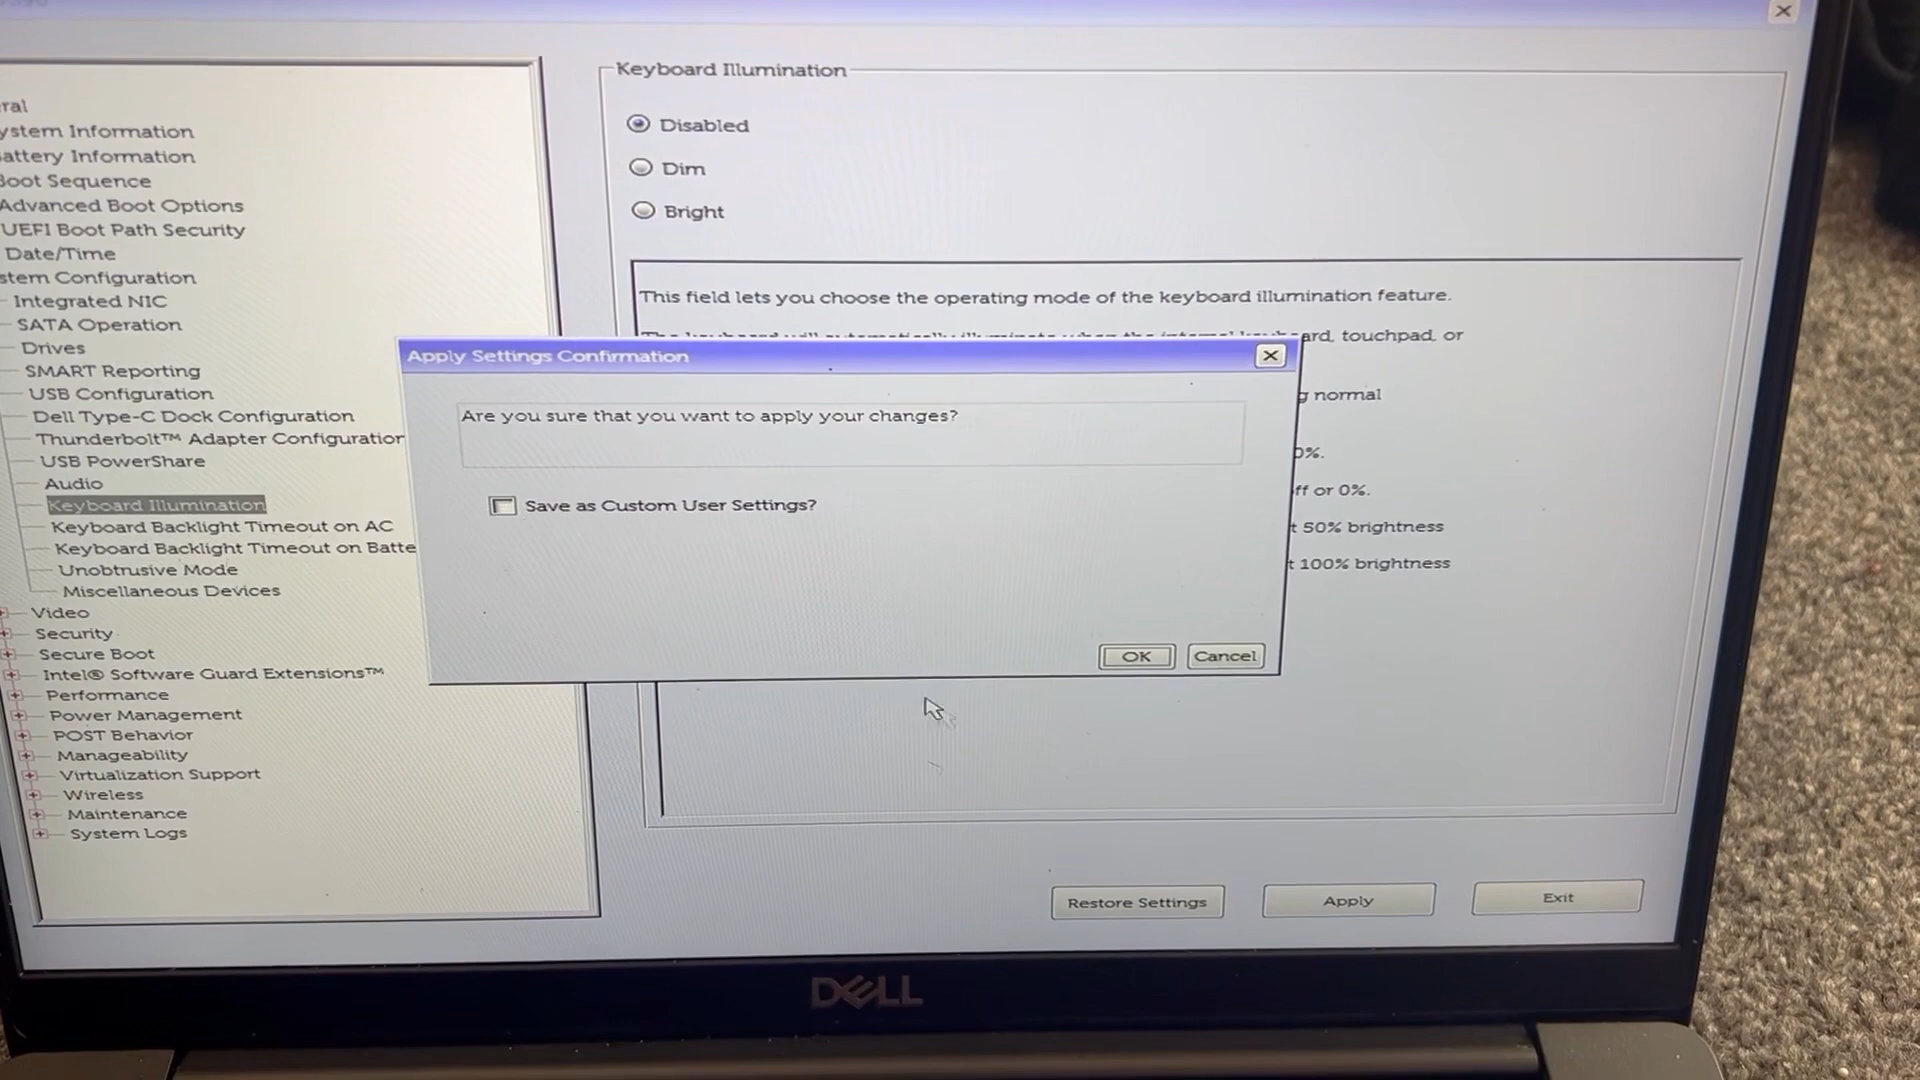 Keyboard Illumination
ral
ystem Information
attery Information
Boot Sequence
Advanced Boot Options
UEFI Boot Path Security
Date/Time
stem Configuration
Integrated NIC
SATA Operation
Drives
SMART Reporting
USB Configuration
Dell Type-C Dock Configuration
Thunderbolt™ Adapter Configuration
USB PowerShare
Audio
Keyboard Illumination
Keyboard Backlight Timeout on AC
Keyboard Backlight Timeout on Batte
Unobtrusive Mode
Miscellaneous Devices
Video
Security
Secure Boot
Intel® Software Guard Extensions™
Performance
Power Management
POST Behavior
Manageability
Virtualization Support
Wireless
Maintenance
System Logs
Disabled
Dim
Bright
This field lets you choose the operating mode of the keyboard illumination feature.
ard, touchpad, or
g normal
0%.
ff or 0%.
t 50% brightness
t 100% brightness
Apply Settings Confirmation
Are you sure that you want to apply your changes?
Save as Custom User Settings?
OK Cancel
Restore Settings Apply Exit
DELL